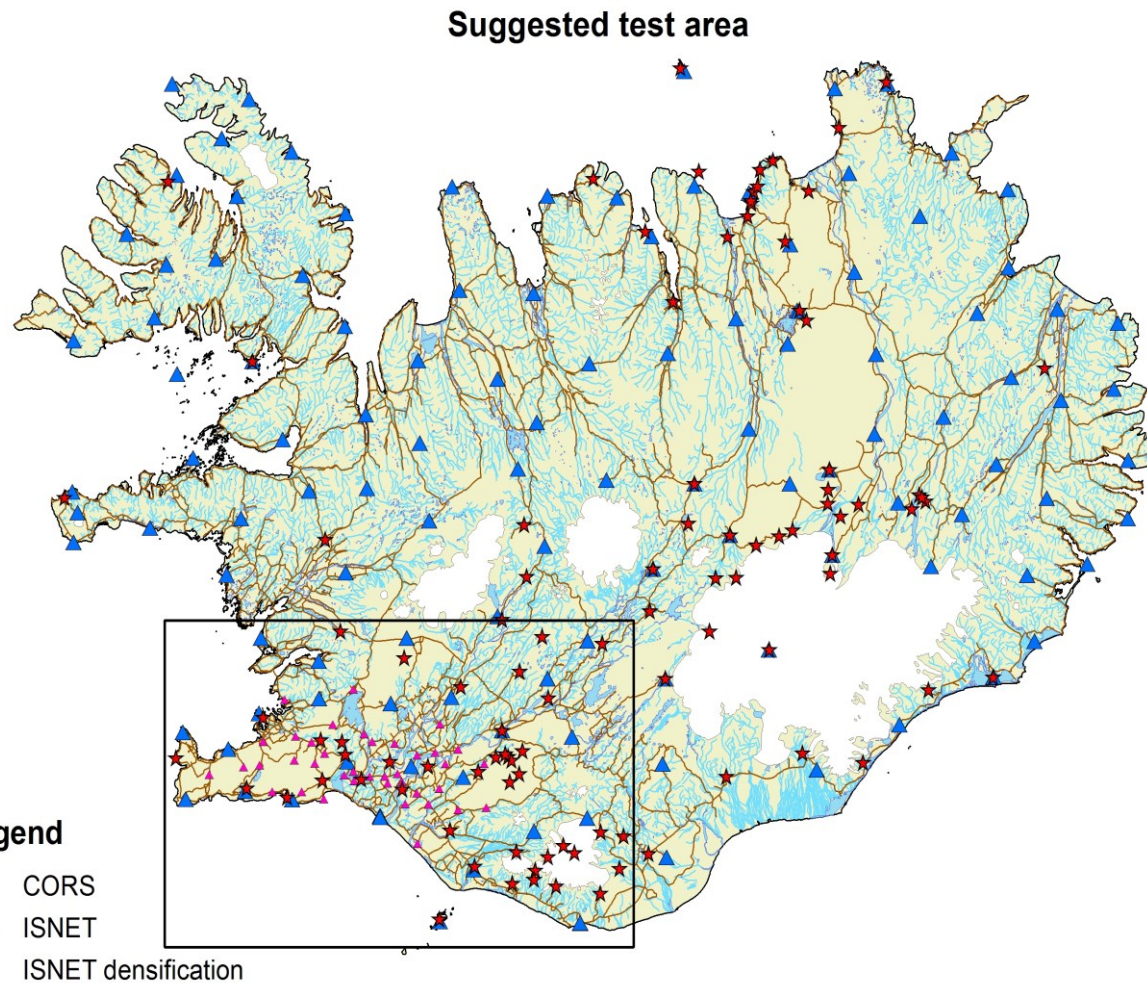 Suggested test area
gend
CORS
ISNET
ISNET densification